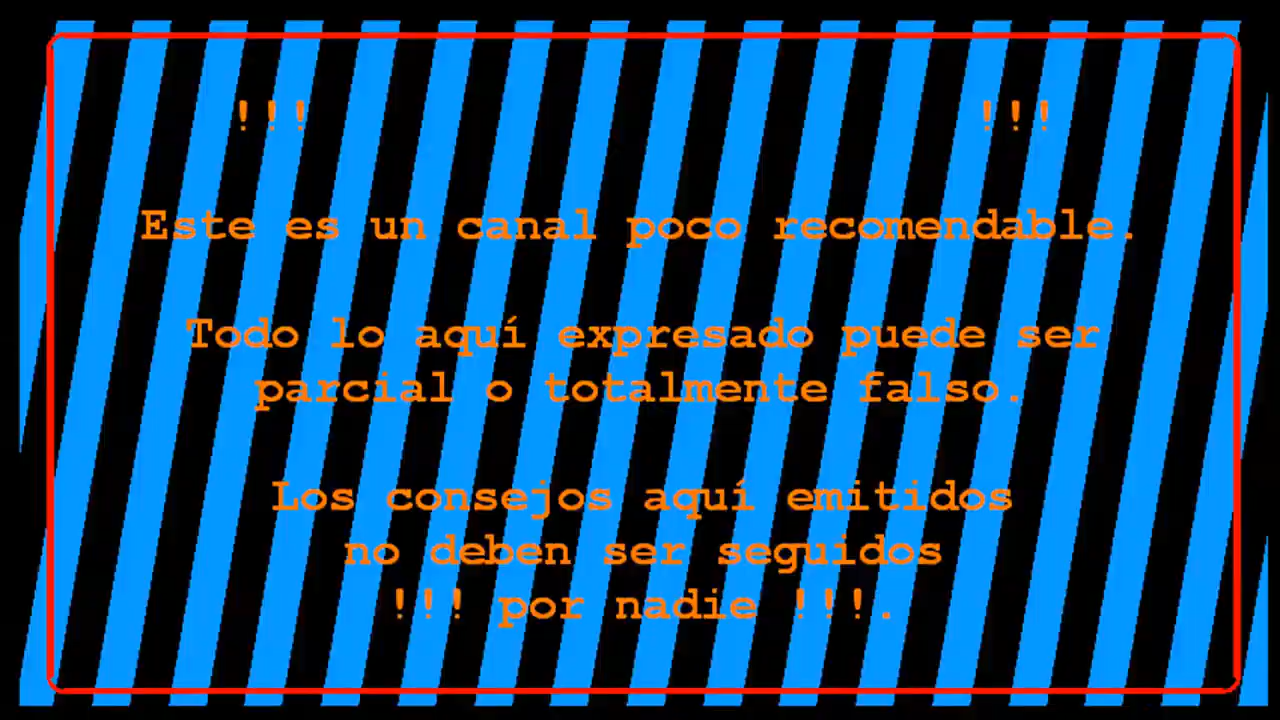 !!! !!!
Este es un canal poco recomendable.
Todo lo aquí expresado puede ser
parcial o totalmente falso.
Los consejos aquí emitidos
no deben ser seguidos
!!! por nadie !!!.